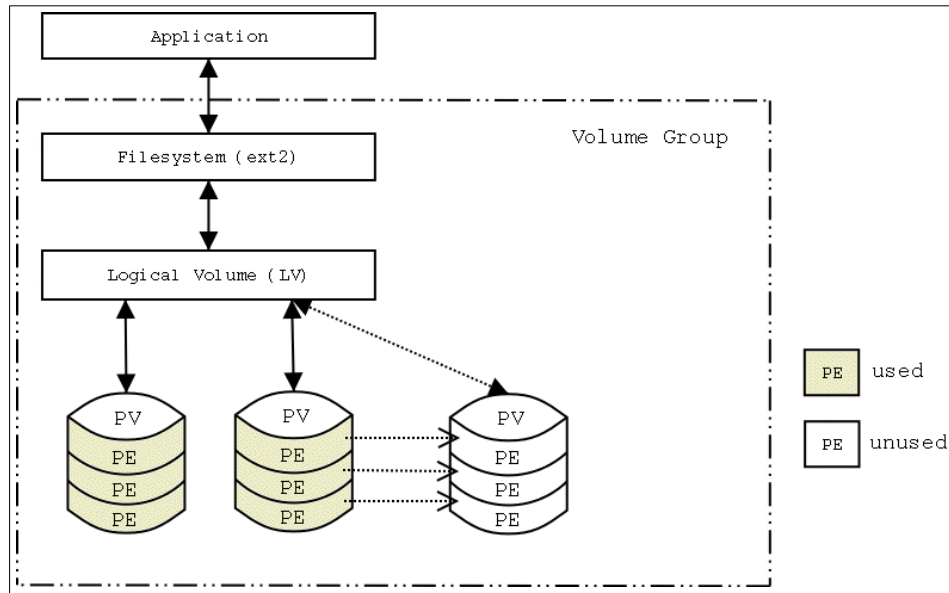 Application
Volume Group
Filesystem (ext2)
Logical Volume (LV)
PE used
PV PV PV
PE PE PE
PE unused
PE PE PE
PE PE PE